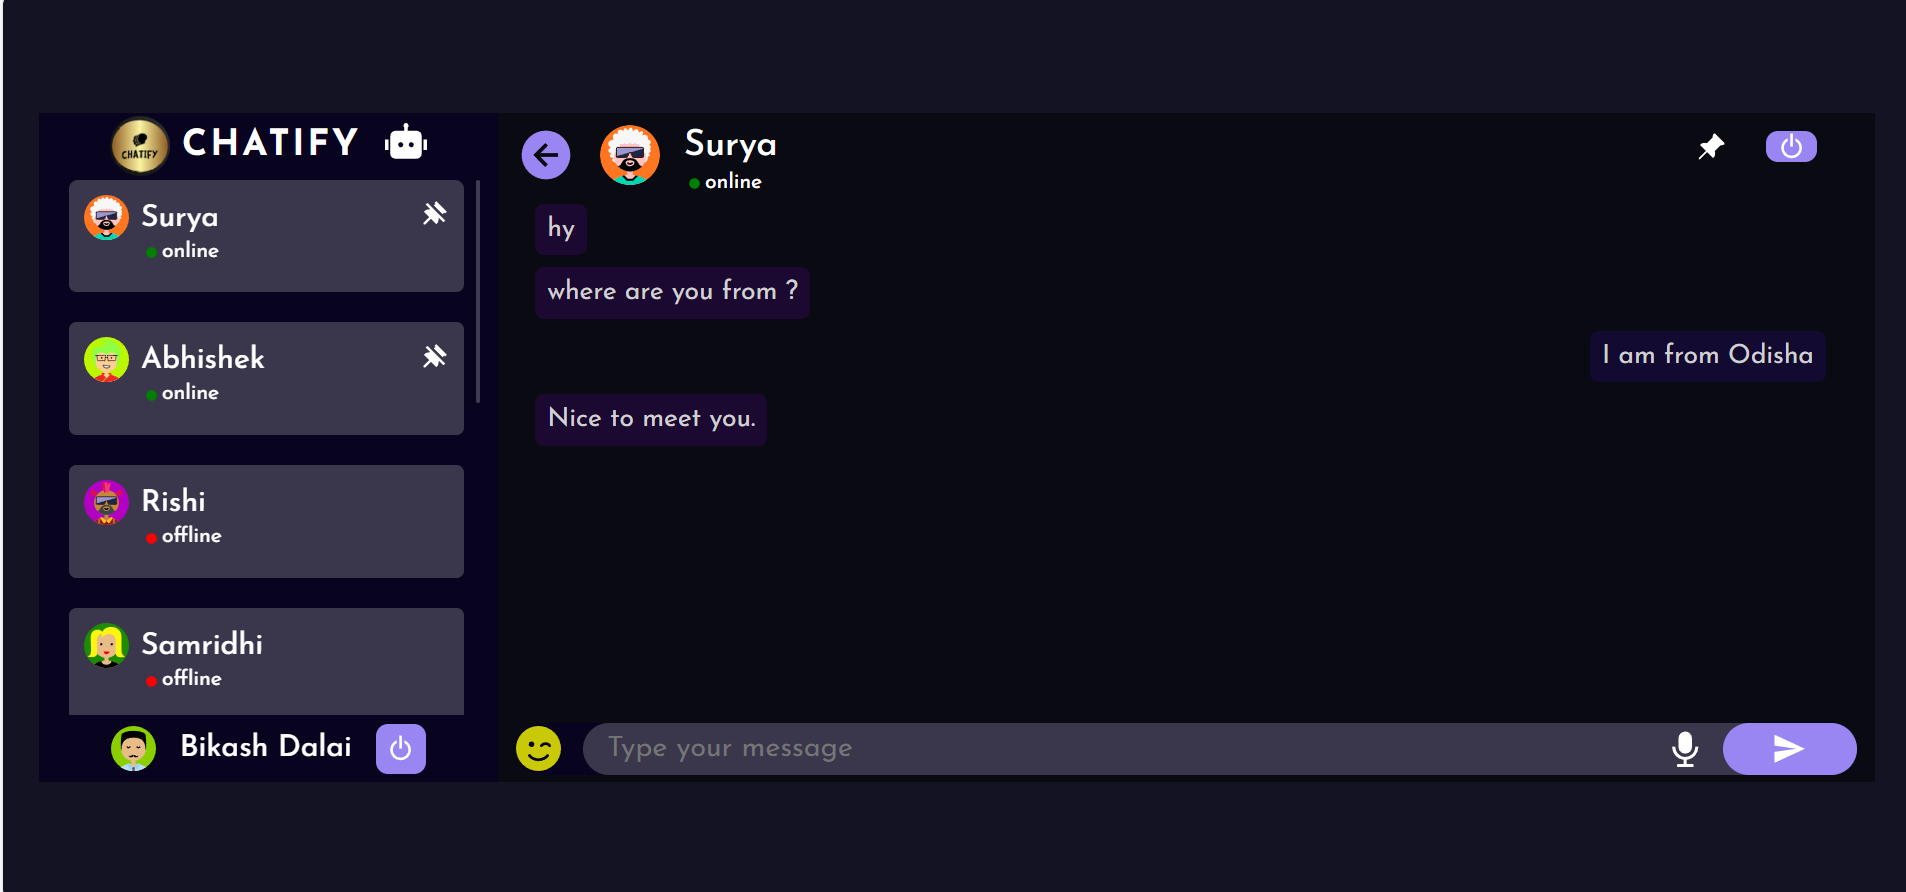 CHATIFY
CHATIFY
Surya
online
Abhishek
online
Rishi
offline
Samridhi
offline
Bikash Dalai
Surya
online
hy
where are you from ?
I am from Odisha
Nice to meet you.
Type your message